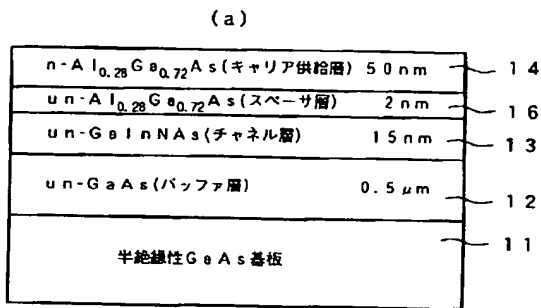 (a)
n-Al0.28Ga0.72As(キャリア供給層) 50nm 14
un-Al0.28Ga0.72As(スペーサ層) 2nm 16
un-GaInNAs(チャネル層) 15nm 13
un-GaAs(バッファ層) 0.5μm 12
半絶縁性GaAs基板 11